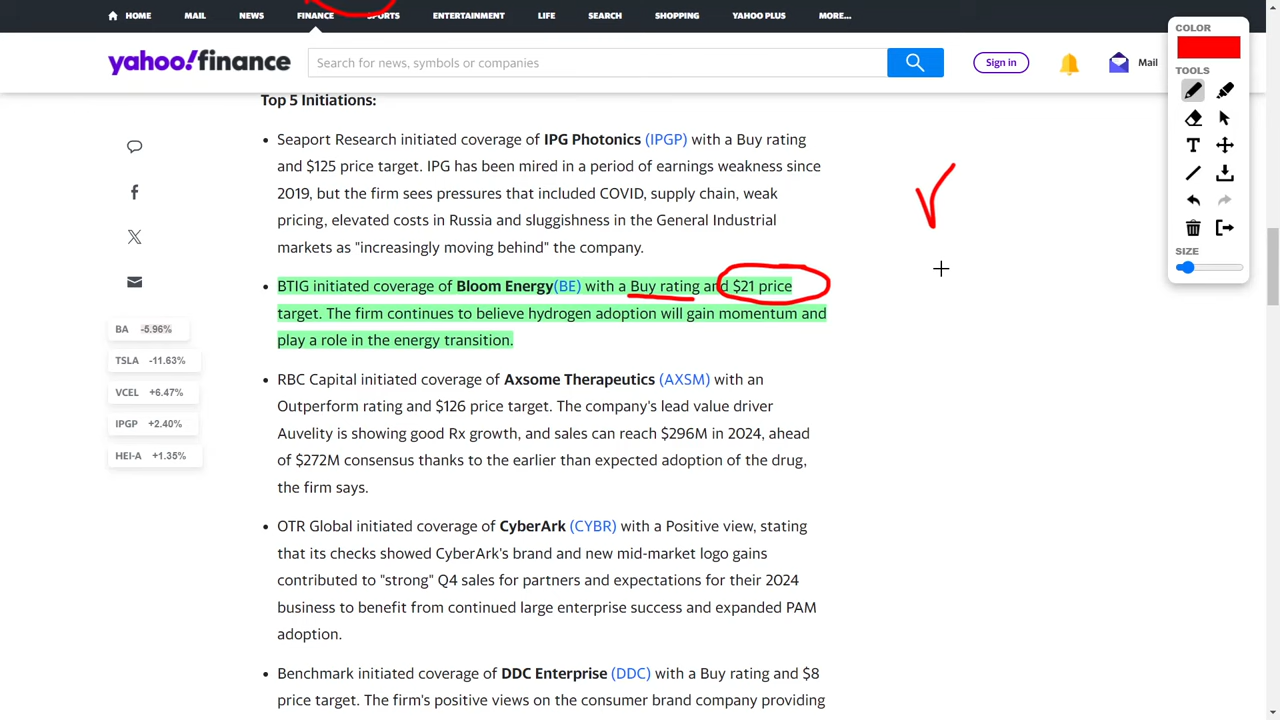 HOME MAIL NEWS FINANCE SPORTS ENTERTAINMENT LIFE SEARCH SHOPPING YAHOO PLUS MORE...
yahoo!finance Search for news, symbols or companies Sign in Mail
COLOR
TOOLS
T
SIZE
Top 5 Initiations:
• Seaport Research initiated coverage of IPG Photonics (IPGP) with a Buy rating
and $125 price target. IPG has been mired in a period of earnings weakness since
2019, but the firm sees pressures that included COVID, supply chain, weak
pricing, elevated costs in Russia and sluggishness in the General Industrial
markets as "increasingly moving behind" the company.
• BTIG initiated coverage of Bloom Energy(BE) with a Buy rating and $21 price
target. The firm continues to believe hydrogen adoption will gain momentum and
play a role in the energy transition.
• RBC Capital initiated coverage of Axsome Therapeutics (AXSM) with an
Outperform rating and $126 price target. The company's lead value driver
Auvelity is showing good Rx growth, and sales can reach $296M in 2024, ahead
of $272M consensus thanks to the earlier than expected adoption of the drug,
the firm says.
• OTR Global initiated coverage of CyberArk (CYBR) with a Positive view, stating
that its checks showed CyberArk's brand and new mid-market logo gains
contributed to "strong" Q4 sales for partners and expectations for their 2024
business to benefit from continued large enterprise success and expanded PAM
adoption.
• Benchmark initiated coverage of DDC Enterprise (DDC) with a Buy rating and $8
price target. The firm's positive views on the consumer brand company providing
BA -5.96%
TSLA -11.63%
VCEL +6.47%
IPGP +2.40%
HEI-A +1.35%